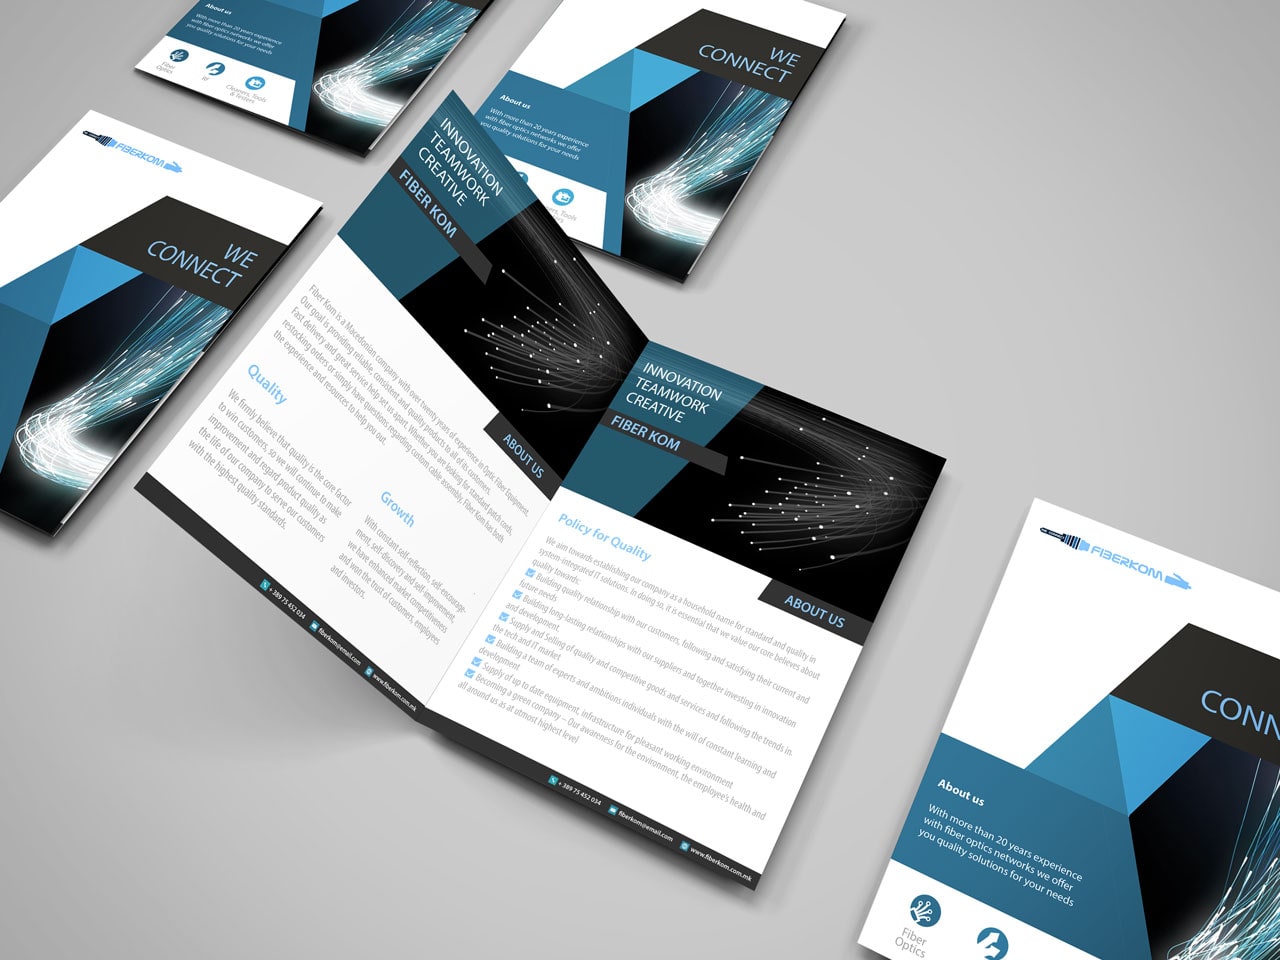 About us
With more than 20 years experience
with fiber optics networks we offer
you quality solutions for your needs
Fiber
Optics
RF
Cleaners, Tools
& Testers
WE
CONNECT
About us
With more than 20 years experience
with fiber optics networks we offer
you quality solutions for your needs
FIBERKOM
WE
CONNECT
INNOVATION
TEAMWORK
CREATIVE
FIBER KOM
Fiber Kom is a Macedonian company with over twenty years of experience in Optic Fiber Equipment.
Our goal is providing reliable, consistent and quality products to all of its customers.
Fast delivery and great service help set us apart. Whether you are looking for standard patch cords,
restocking orders or simply have questions regarding custom cable assembly, Fiber Kom has both
the experience and resources to help you out.
ABOUT US
Quality
We firmly believe that quality is the core factor
to win customers, so we will continue to make
improvement and regard product quality as
the life of our company to serve our customers
with the highest quality standards.
Growth
With constant self-reflection, self-encourage-
ment, self-discovery and self-improvement,
we have enhanced market competitiveness
and won the trust of customers, employees
and investors.
+ 389 75 452 034
fiberkom@email.com
www.fiberkom.com.mk
INNOVATION
TEAMWORK
CREATIVE
FIBER KOM
ABOUT US
Policy for Quality
We aim towards establishing our company as a household name for standard and quality in
system-integrated IT solutions. In doing so, it is essential that we value our core believes about
quality towards:
Building quality relationship with our customers, following and satisfying their current and
future needs
Building long-lasting relationships with our suppliers and together investing in innovation
and development.
Supply and Selling of quality and competitive goods and services and following the trends in
the tech and IT market
Building a team of experts and ambitions individuals with the will of constant learning and
development
Supply of up to date equipment, infrastructure for pleasant working environment
Becoming a green company – Our awareness for the environment, the employee's health and
all around us as at utmost highest level
+ 389 75 452 034
fiberkom@email.com
www.fiberkom.com.mk
FIBERKOM
CONN
About us
With more than 20 years experience
with fiber optics networks we offer
you quality solutions for your needs
Fiber
Optics